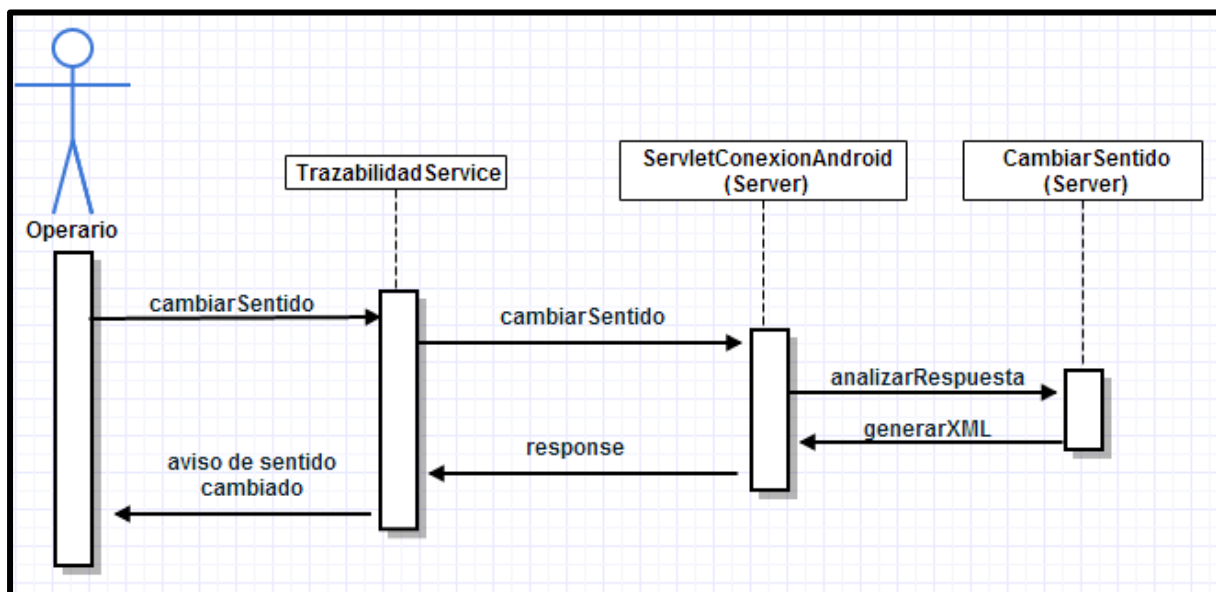 Operario
TrazabilidadService
ServletConexionAndroid
(Server)
CambiarSentido
(Server)
cambiarSentido
cambiarSentido
analizarRespuesta
generarXML
response
aviso de sentido
cambiado